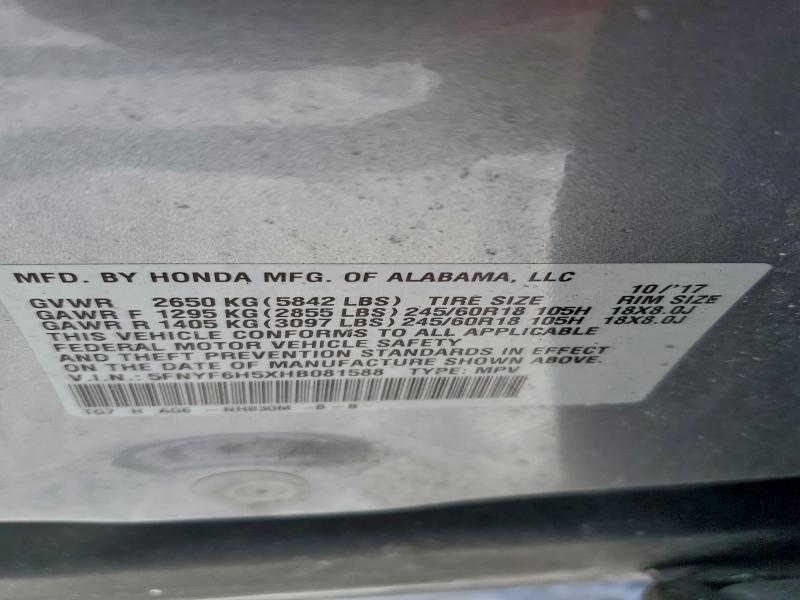 MFD. BY HONDA MFG. OF ALABAMA, LLC 10/'17
GVWR 2650 KG(5842 LBS) TIRE SIZE RIM SIZE
GAWR F 1295 KG(2855 LBS)245/60R18 105H 18X8.0J
GAWR R 1405 KG(3097 LBS)245/60R18 105H 18X8.0J
THIS VEHICLE CONFORMS TO ALL APPLICABLE
FEDERAL MOTOR VEHICLE SAFETY
AND THEFT PREVENTION STANDARDS IN EFFECT
ON THE DATE OF MANUFACTURE SHOWN ABOVE.
V.I.N.: 5FNYF6H5XHB081588 TYPE: MPV
TG7 H AG6 - NH830M -B - B